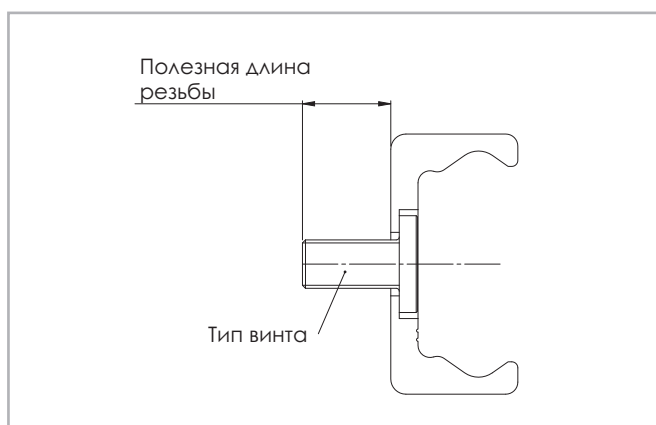 Полезная длина
резьбы
Тип винта